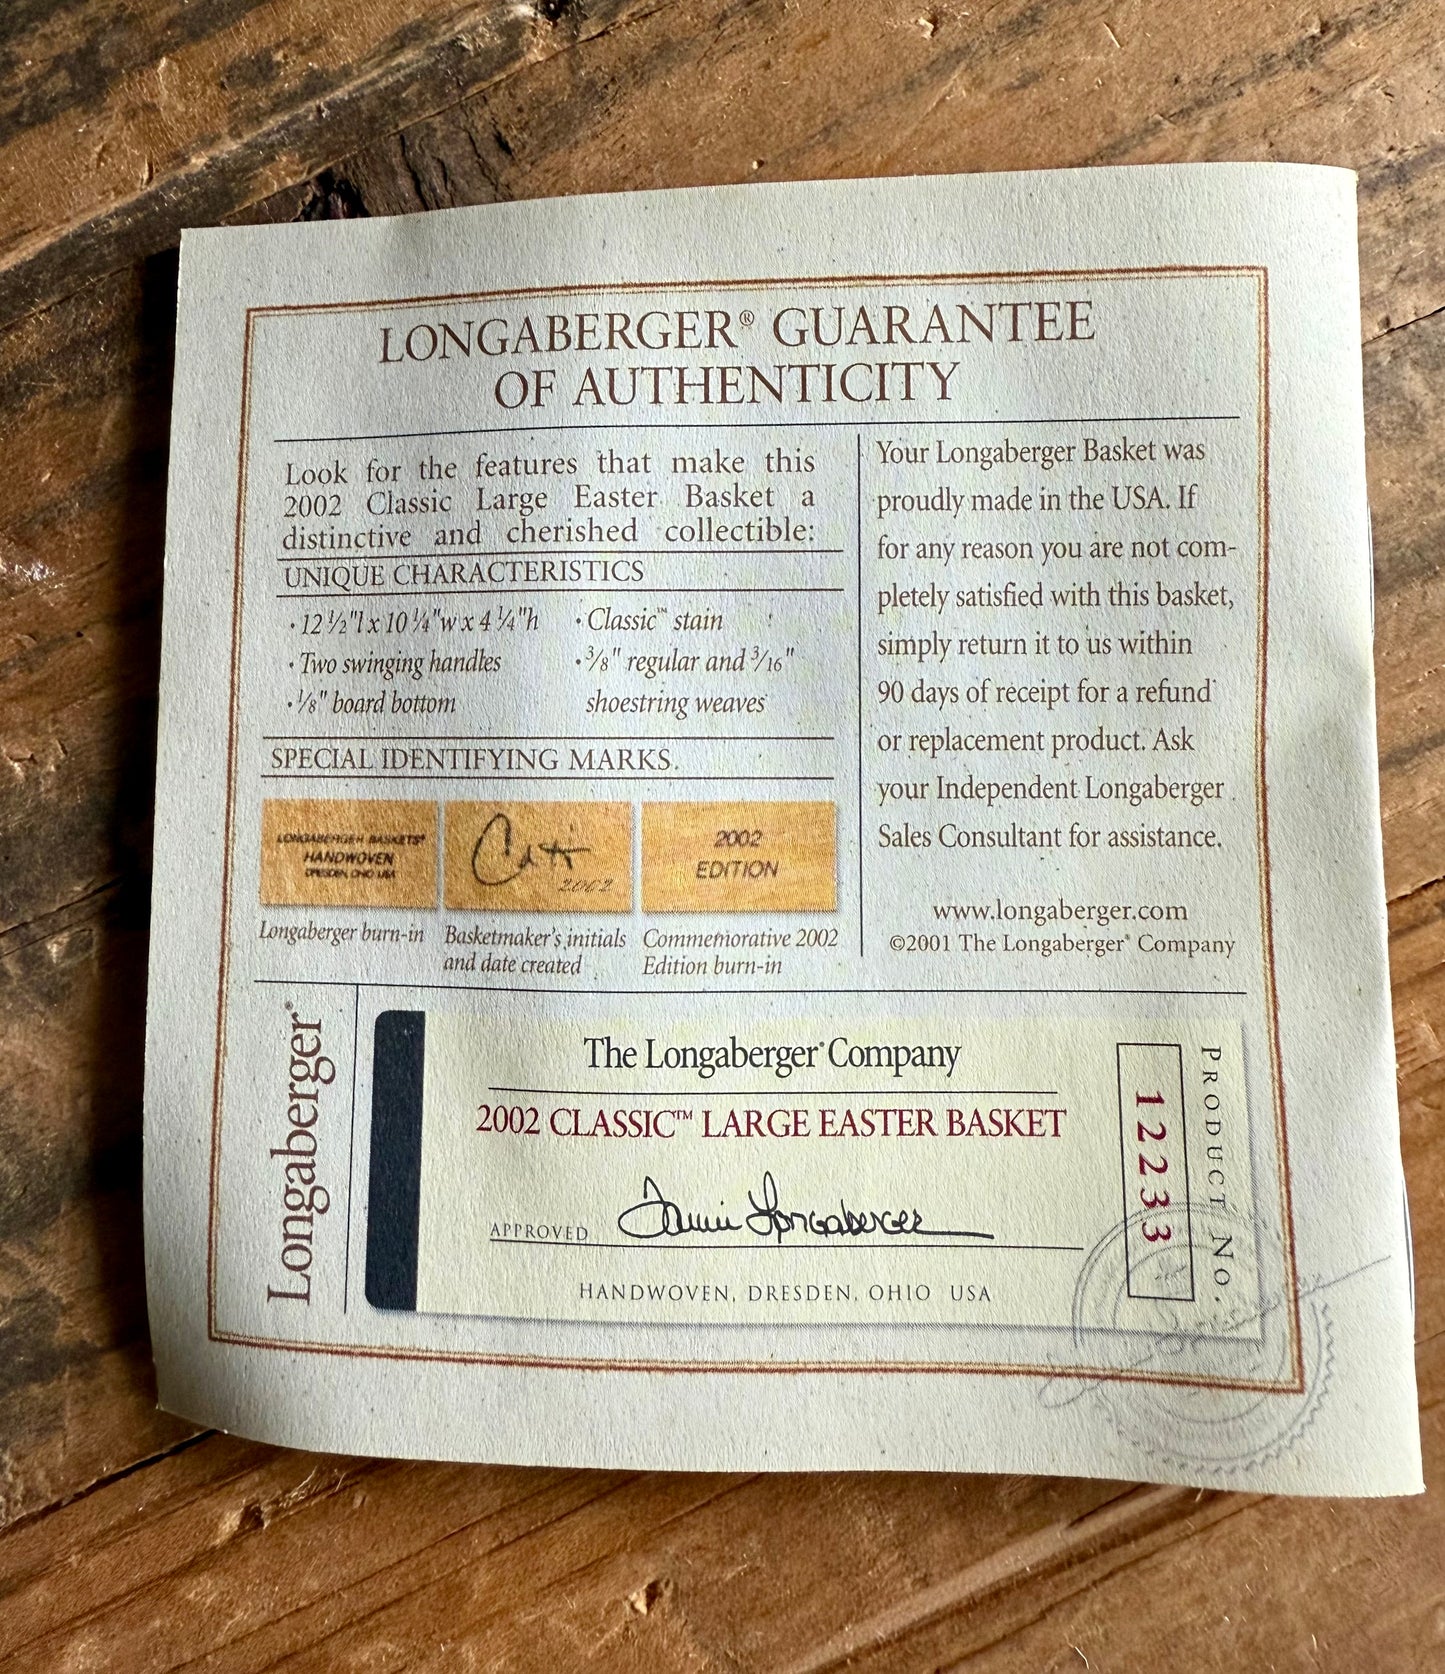 LONGABERGER® GUARANTEE
OF AUTHENTICITY
Look for the features that make this
2002 Classic Large Easter Basket a
distinctive and cherished collectible:
UNIQUE CHARACTERISTICS
· 12 ½"l x 10 ¼"w x 4 ¼"h
· Two swinging handles
· ⅛" board bottom
· Classic™ stain
· ⅜" regular and 3/16"
shoestring weaves
SPECIAL IDENTIFYING MARKS
LONGABERGER BASKETS®
HANDWOVEN
DRESDEN, OHIO USA
2002
2002
EDITION
Longaberger burn-in
Basketmaker's initials
and date created
Commemorative 2002
Edition burn-in
Your Longaberger Basket was
proudly made in the USA. If
for any reason you are not com-
pletely satisfied with this basket,
simply return it to us within
90 days of receipt for a refund
or replacement product. Ask
your Independent Longaberger
Sales Consultant for assistance.
www.longaberger.com
©2001 The Longaberger® Company
Longaberger®
The Longaberger® Company
2002 CLASSIC™ LARGE EASTER BASKET
APPROVED Tami Longaberger
HANDWOVEN, DRESDEN, OHIO USA
12233
PRODUCT NO.